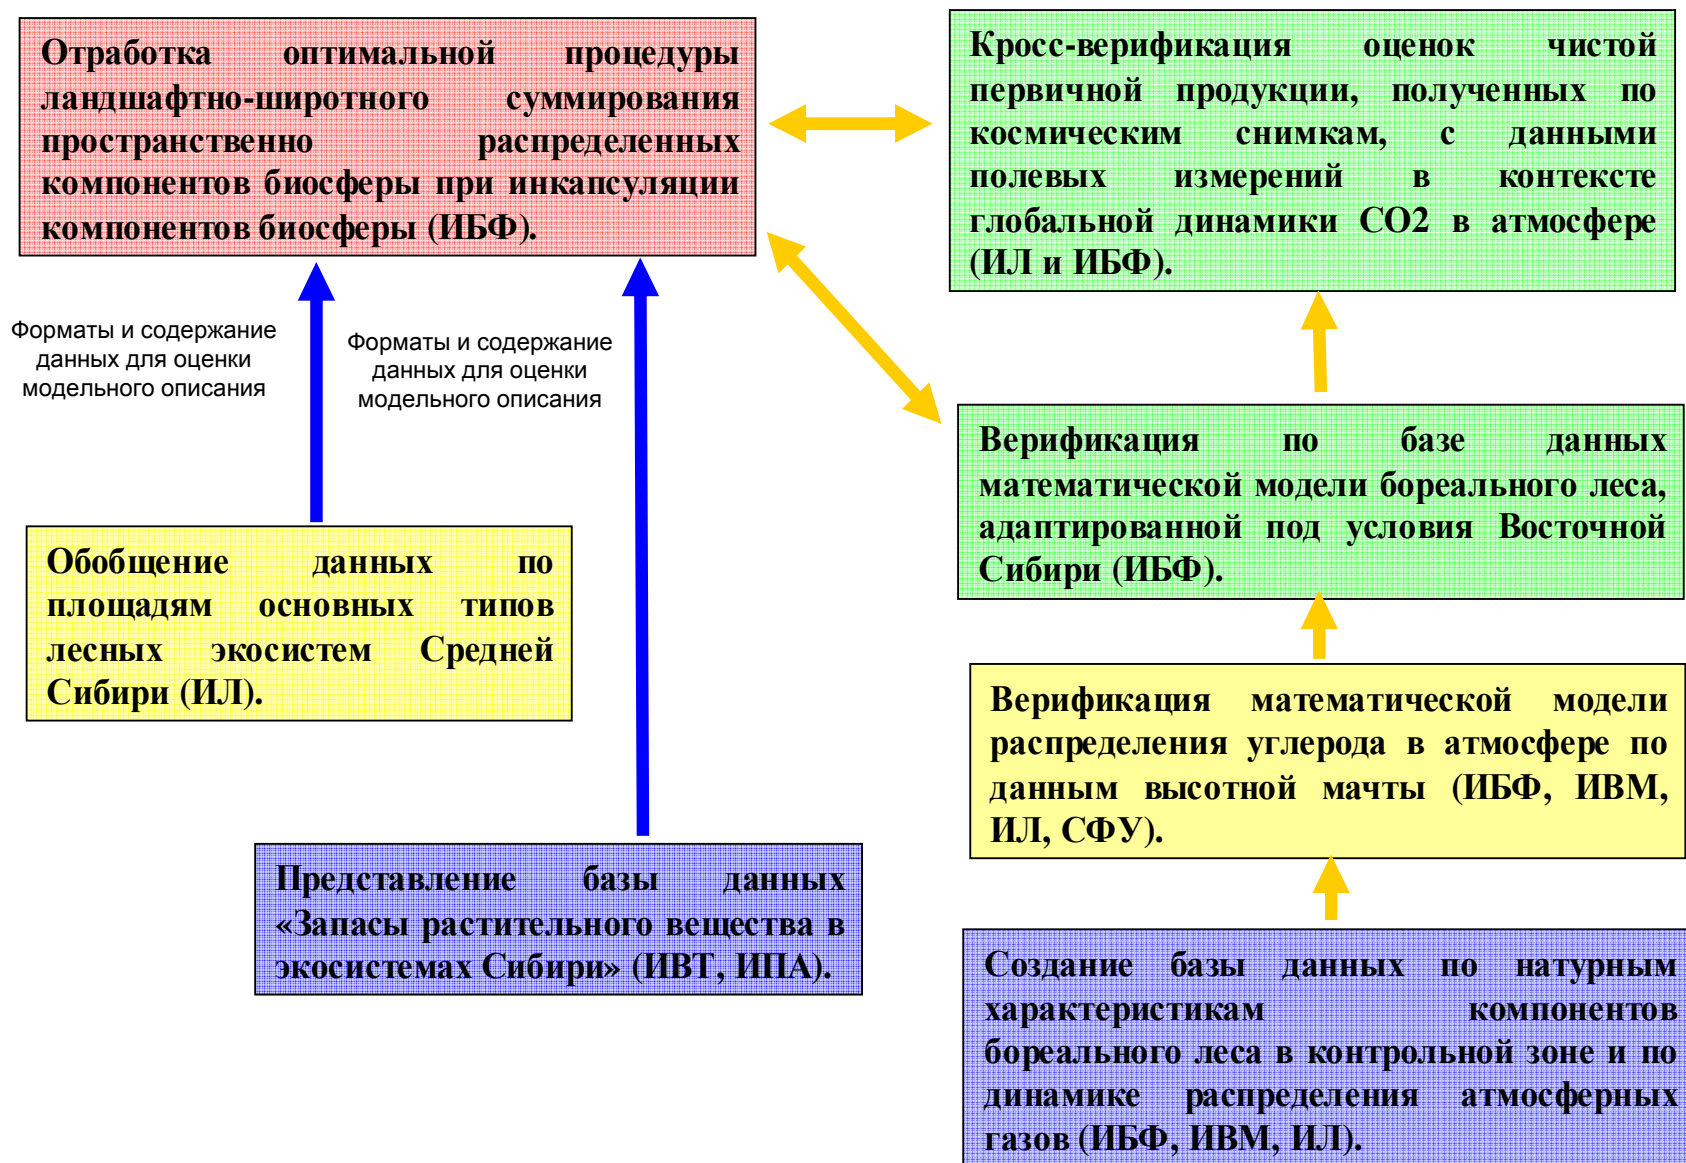 Отработка оптимальной процедуры
ландшафтно-широтного суммирования
пространственно распределенных
компонентов биосферы при инкапсуляции
компонентов биосферы (ИБФ).
Кросс-верификация оценок чистой
первичной продукции, полученных по
космическим снимкам, с данными
полевых измерений в контексте
глобальной динамики СО2 в атмосфере
(ИЛ и ИБФ).
Форматы и содержание
данных для оценки
модельного описания
Форматы и содержание
данных для оценки
модельного описания
Верификация по базе данных
математической модели бореального леса,
адаптированной под условия Восточной
Сибири (ИБФ).
Обобщение данных по
площадям основных типов
лесных экосистем Средней
Сибири (ИЛ).
Верификация математической модели
распределения углерода в атмосфере по
данным высотной мачты (ИБФ, ИВМ,
ИЛ, СФУ).
Представление базы данных
«Запасы растительного вещества в
экосистемах Сибири» (ИВТ, ИПА).
Создание базы данных по натурным
характеристикам компонентов
бореального леса в контрольной зоне и по
динамике распределения атмосферных
газов (ИБФ, ИВМ, ИЛ).